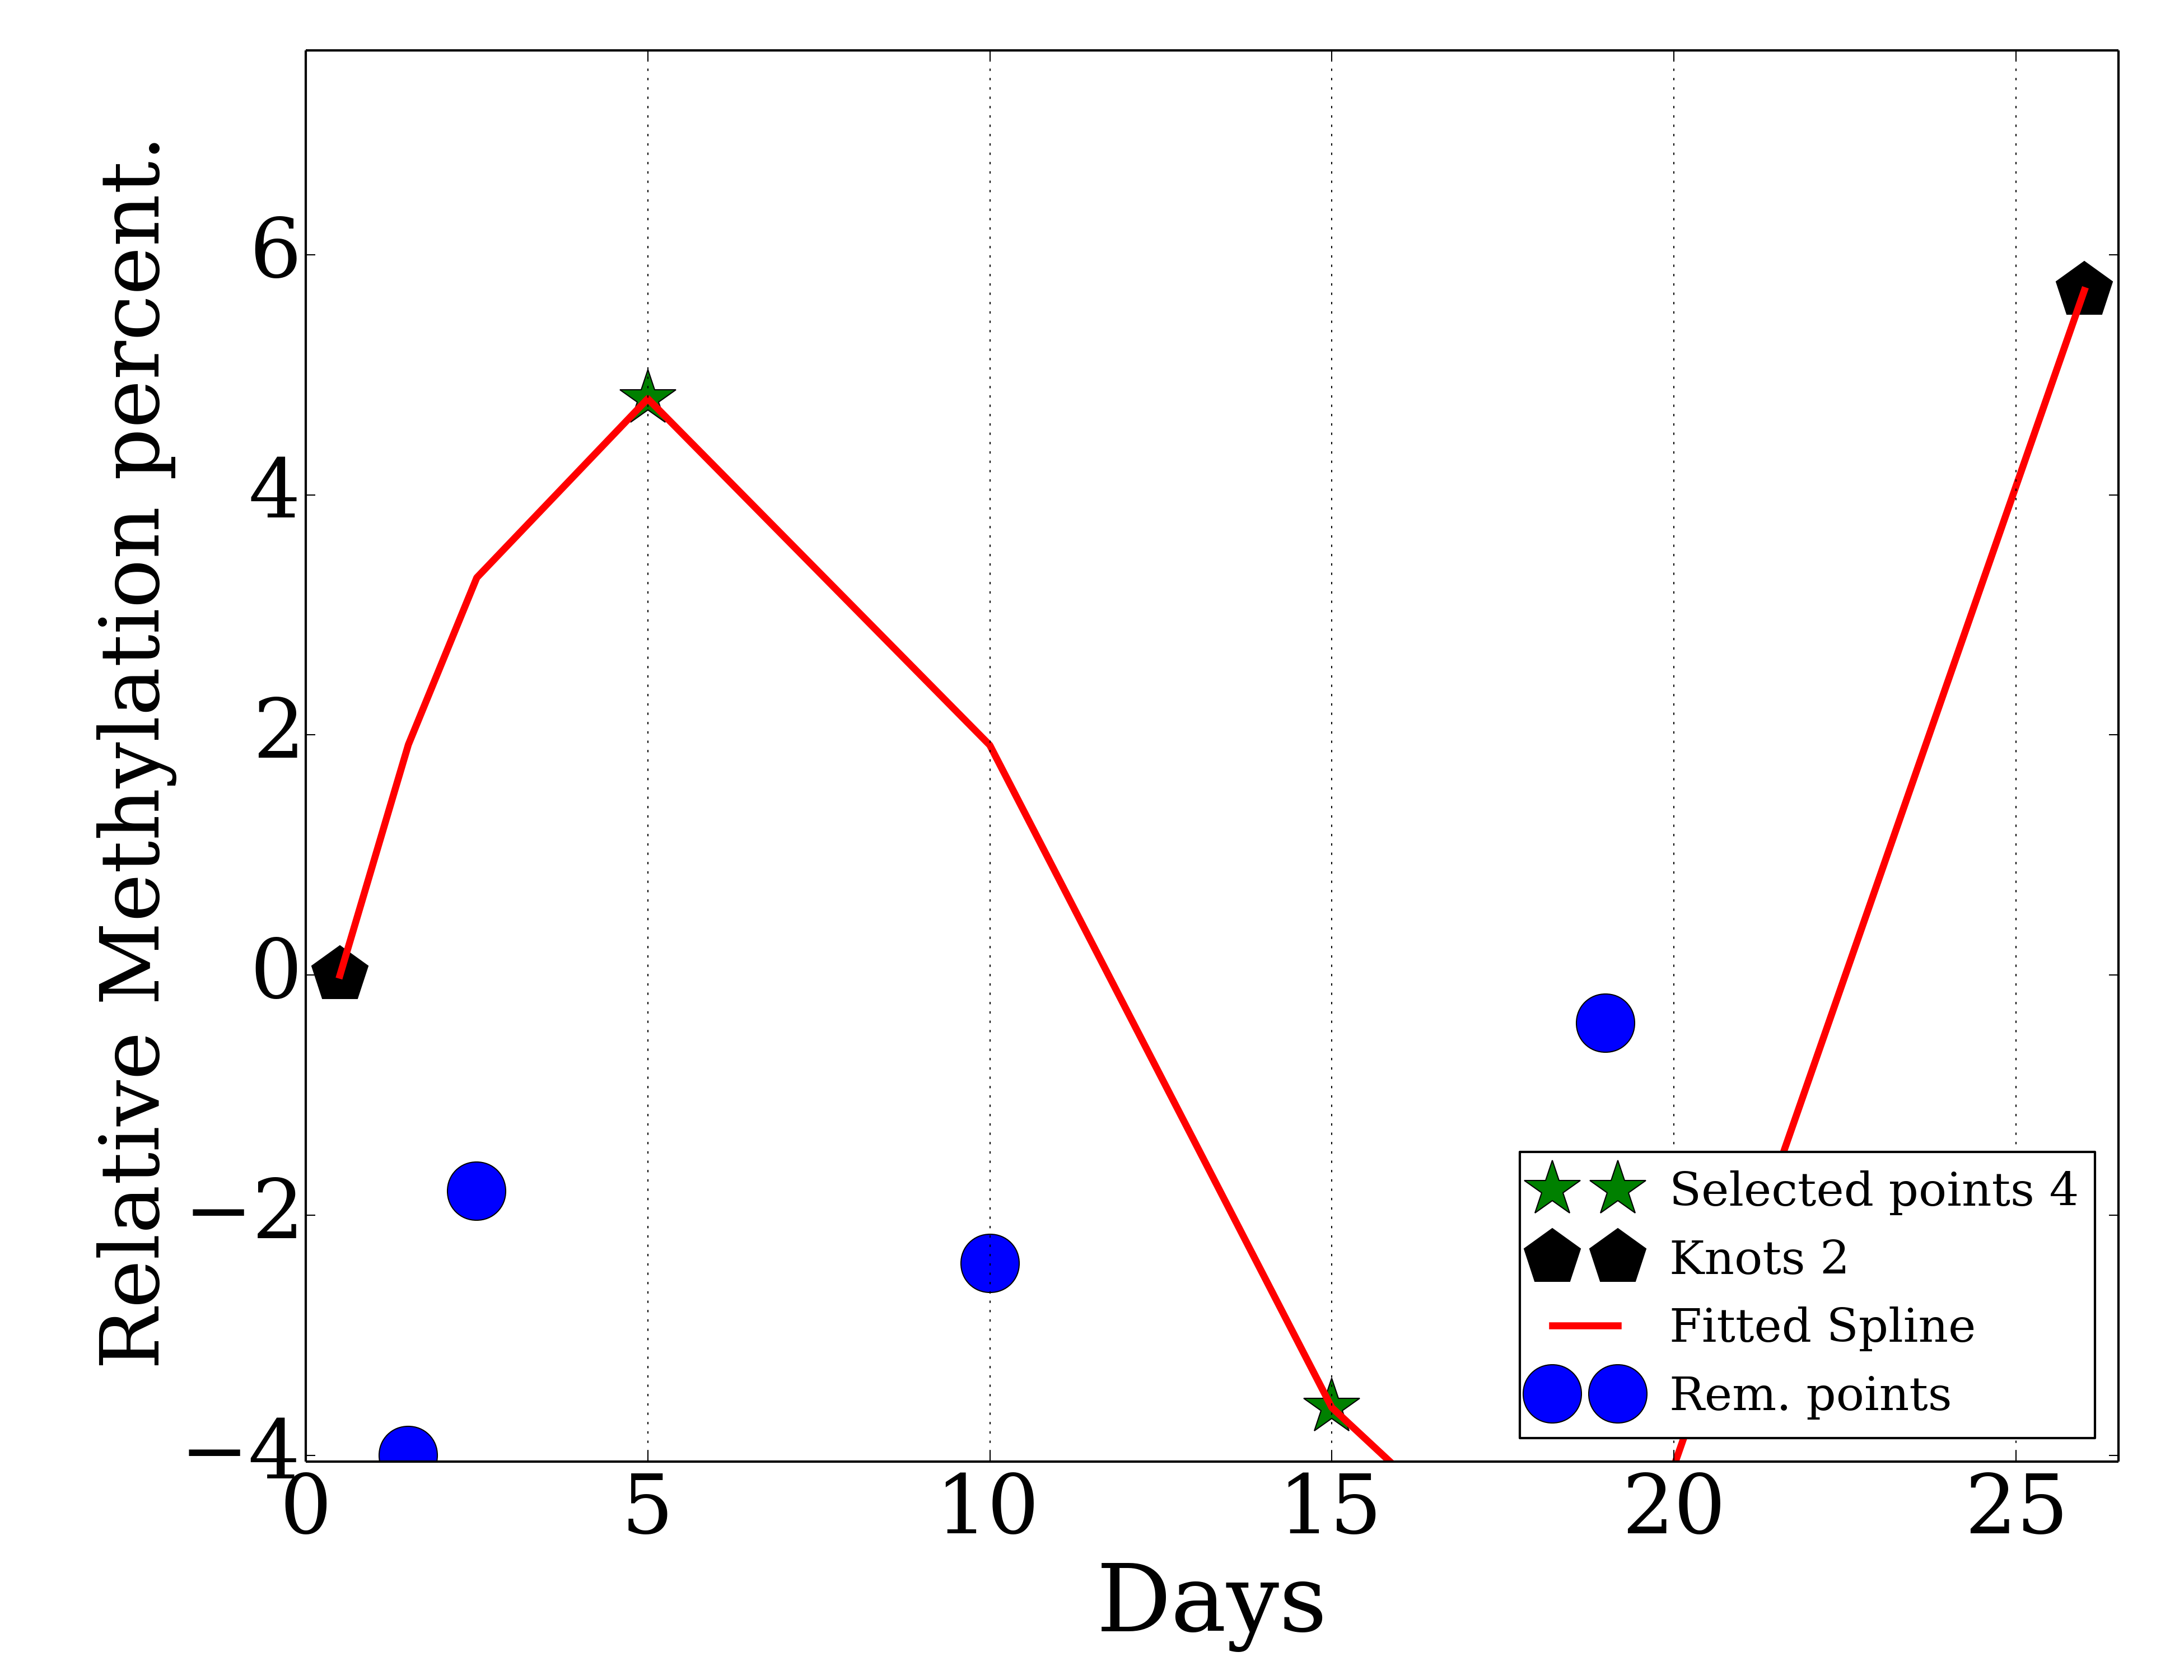 Relative Methylation percent.
6
4
2
0
−2
−4
0 5 10 15 20 25
Days
Selected points 4
Knots 2
Fitted Spline
Rem. points